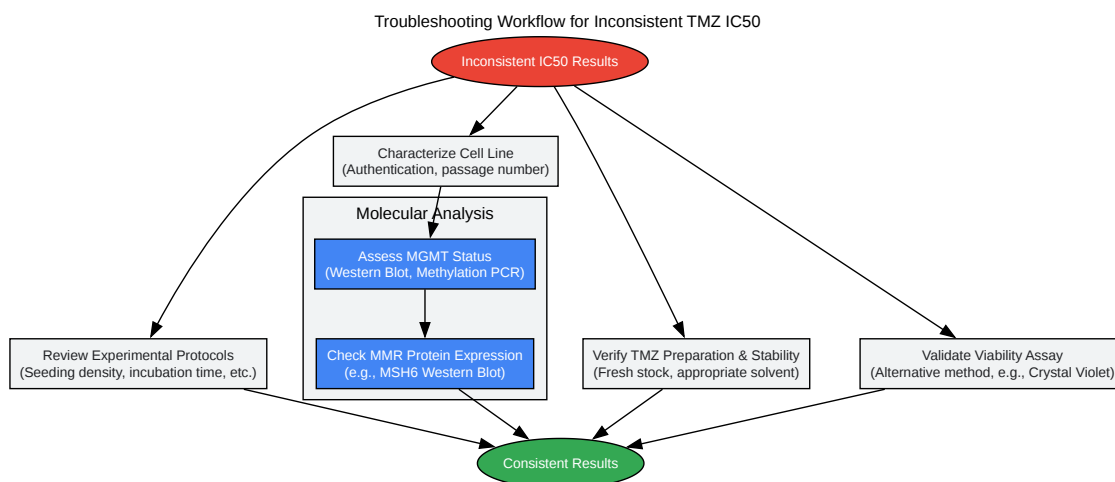 Troubleshooting Workflow for Inconsistent TMZ IC50
Inconsistent IC50 Results
Characterize Cell Line
(Authentication, passage number)
Molecular Analysis
Assess MGMT Status
(Western Blot, Methylation PCR)
Review Experimental Protocols
(Seeding density, incubation time, etc.)
Check MMR Protein Expression
(e.g., MSH6 Western Blot)
Verify TMZ Preparation & Stability
(Fresh stock, appropriate solvent)
Validate Viability Assay
(Alternative method, e.g., Crystal Violet)
Consistent Results